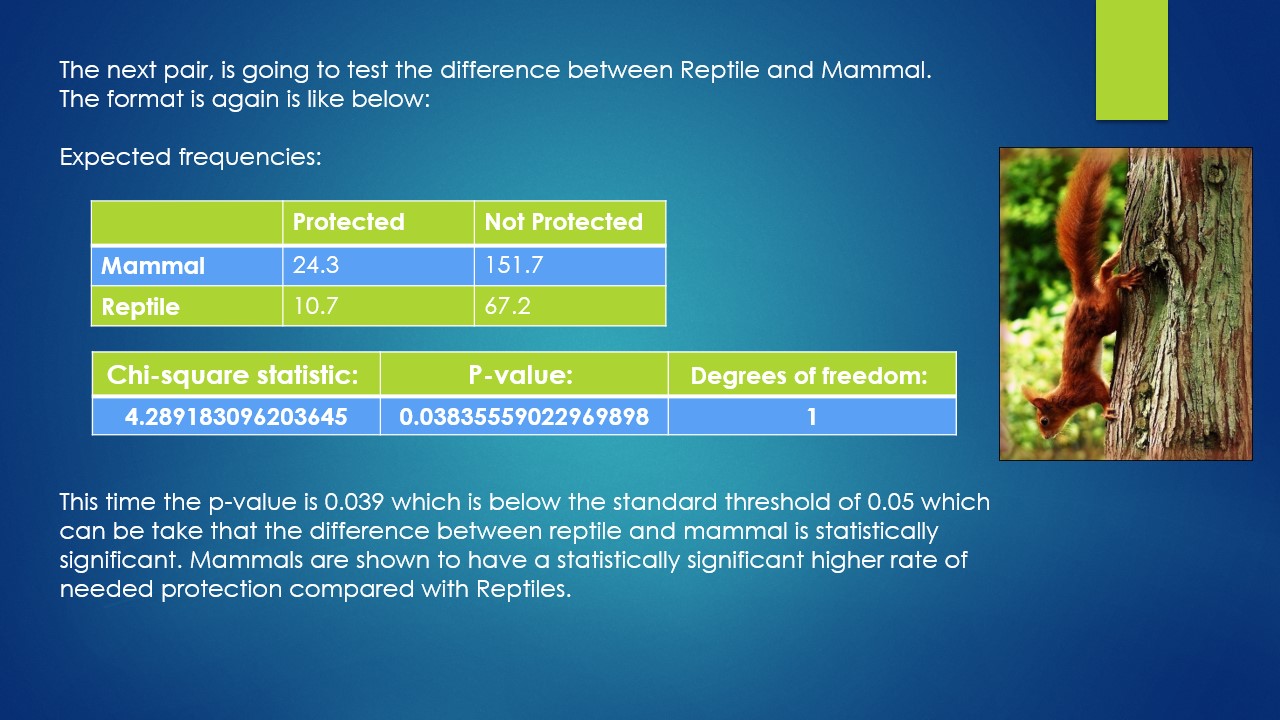 The next pair, is going to test the difference between Reptile and Mammal.
The format is again is like below:
Expected frequencies:
Protected Not Protected
Mammal 24.3 151.7
Reptile 10.7 67.2
Chi-square statistic: P-value: Degrees of freedom:
4.289183096203645 0.03835559022969898 1
This time the p-value is 0.039 which is below the standard threshold of 0.05 which
can be take that the difference between reptile and mammal is statistically
significant. Mammals are shown to have a statistically significant higher rate of
needed protection compared with Reptiles.